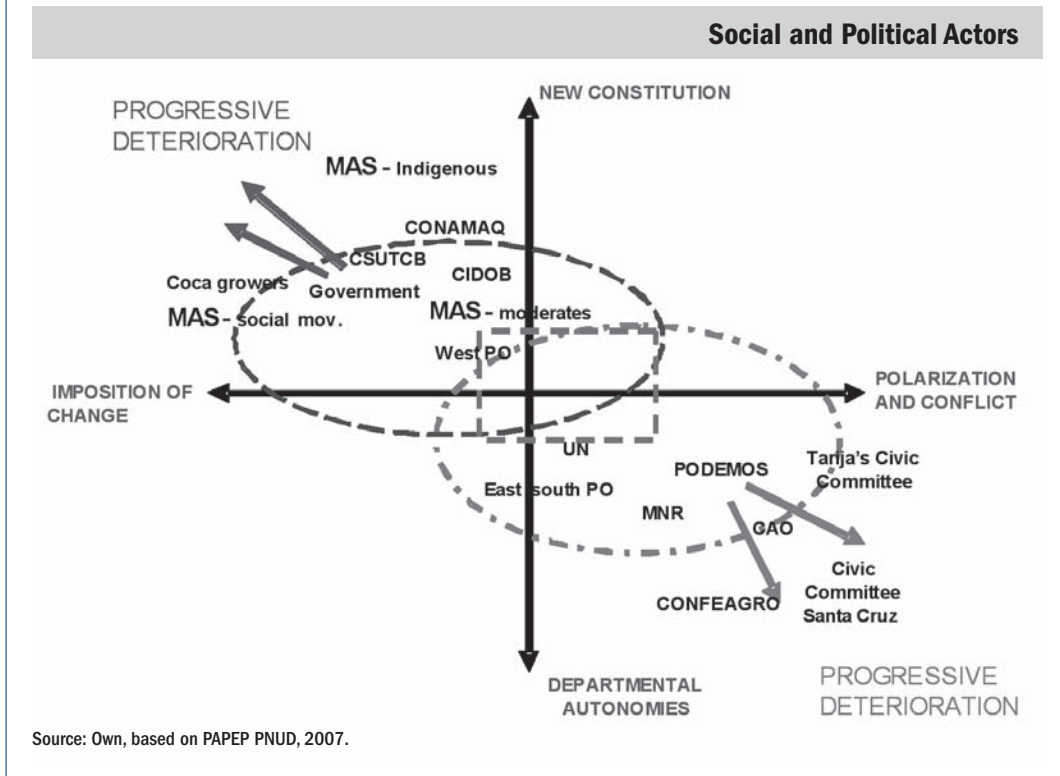 Social and Political Actors
NEW CONSTITUTION
PROGRESSIVE
DETERIORATION
MAS - Indigenous
CONAMAQ
CSUTCB
CIDOB
Coca growers
Government
MAS - social mov.
MAS - moderates
West PO
IMPOSITION OF
CHANGE
POLARIZATION
AND CONFLICT
UN
East south PO
PODEMOS
Tarija's Civic
Committee
MNR
CAO
Civic
Committee
Santa Cruz
CONFEAGRO
DEPARTMENTAL
AUTONOMIES
PROGRESSIVE
DETERIORATION
Source: Own, based on PAPEP PNUD, 2007.